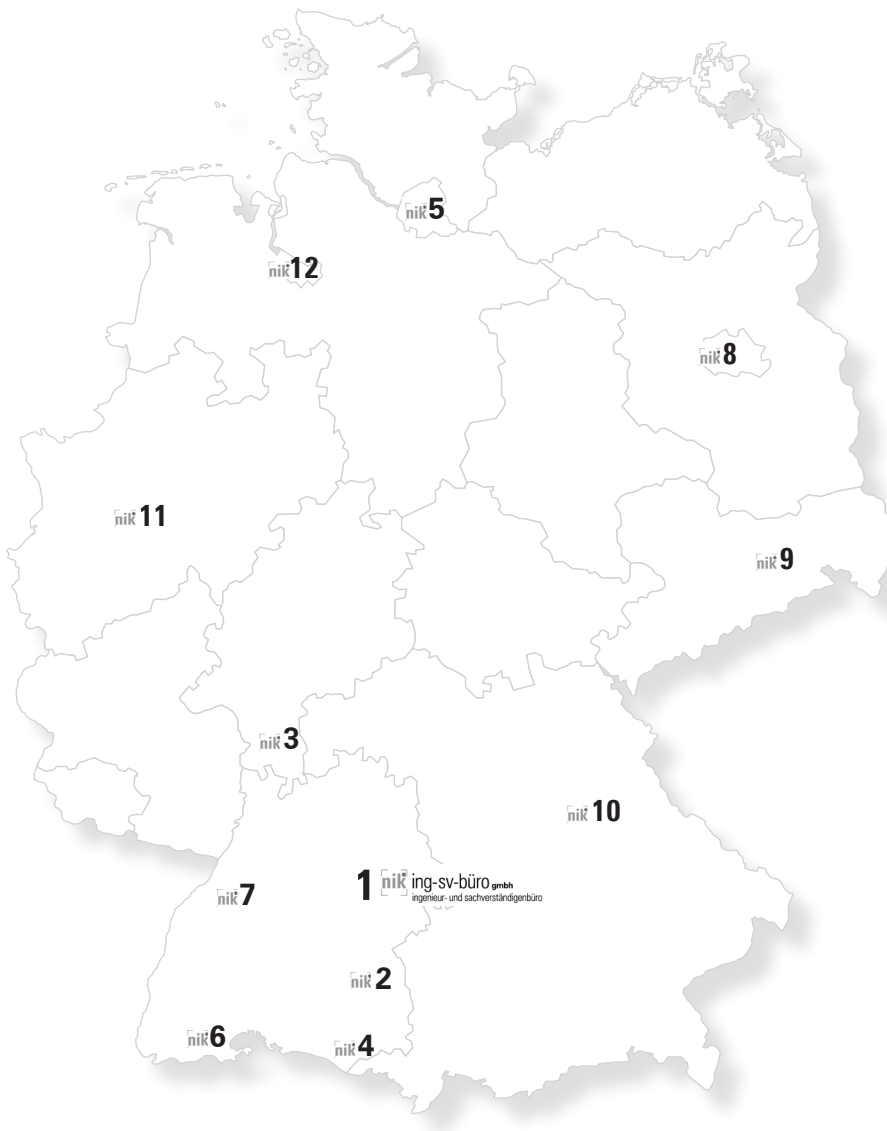 nik 5
nik 12
nik 8
nik 11
nik 9
nik 3
nik 10
1 nik ing-sv-büro gmbh
ingenieur- und sachverständigenbüro
nik 7
nik 2
nik 6
nik 4